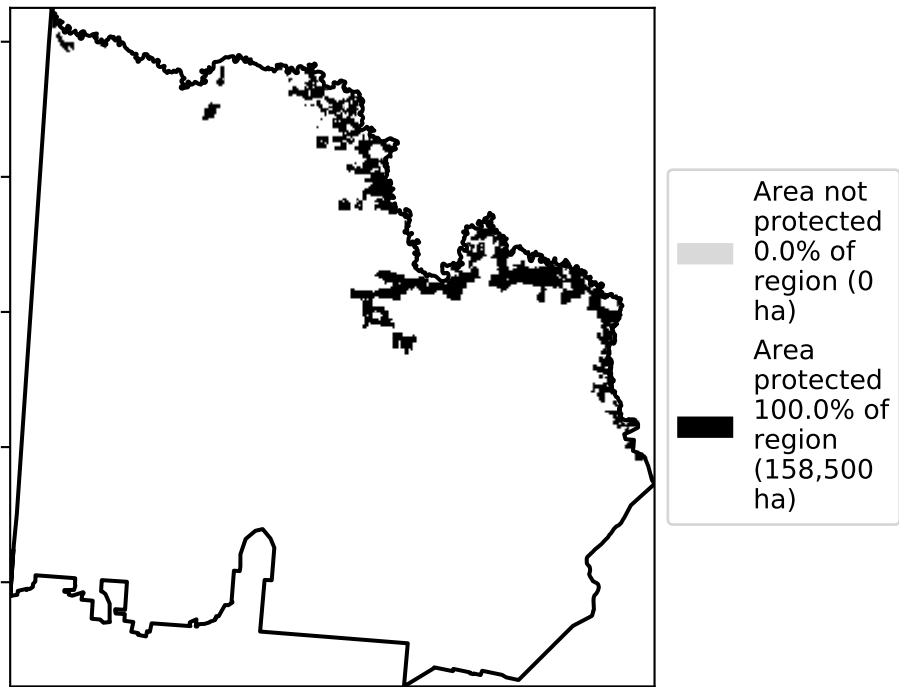 Area not
protected
0.0% of
region (0
ha)
Area
protected
100.0% of
region
(158,500
ha)